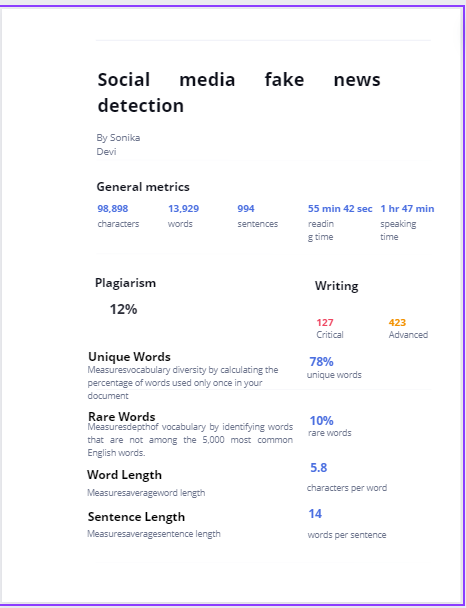 Social media fake news
detection
By Sonika
Devi
General metrics
98,898 13,929 994 55 min 42 sec 1 hr 47 min
characters words sentences readin speaking
g time time
Plagiarism Writing
12%
127 423
Critical Advanced
Unique Words 78%
Measuresvocabulary diversity by calculating the unique words
percentage of words used only once in your
document
Rare Words 10%
Measuresdepthof vocabulary by identifying words rare words
that are not among the 5,000 most common
English words.
Word Length 5.8
Measuresaverageword length characters per word
Sentence Length 14
Measuresaveragesentence length words per sentence